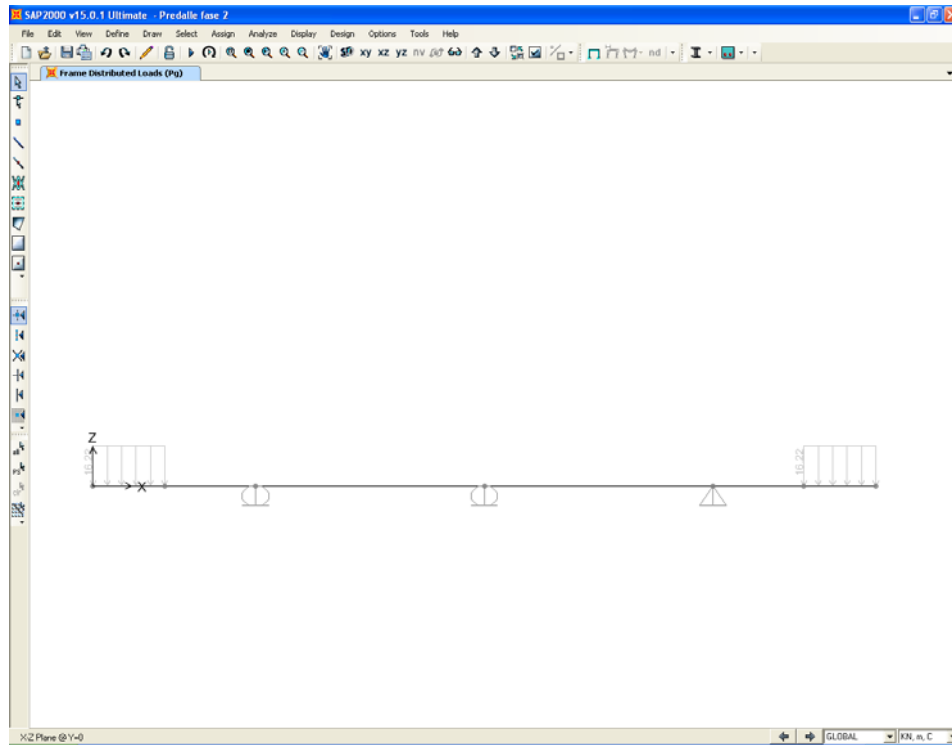 SAP2000 v15.0.1 Ultimate - Predalle fase 2
File Edit View Define Draw Select Assign Analyze Display Design Options Tools Help
xy xz yz nv nd
Frame Distributed Loads (Pg)
Z
16.22
X
16.22
X-Z Plane @ Y=0
GLOBAL
KN, m, C